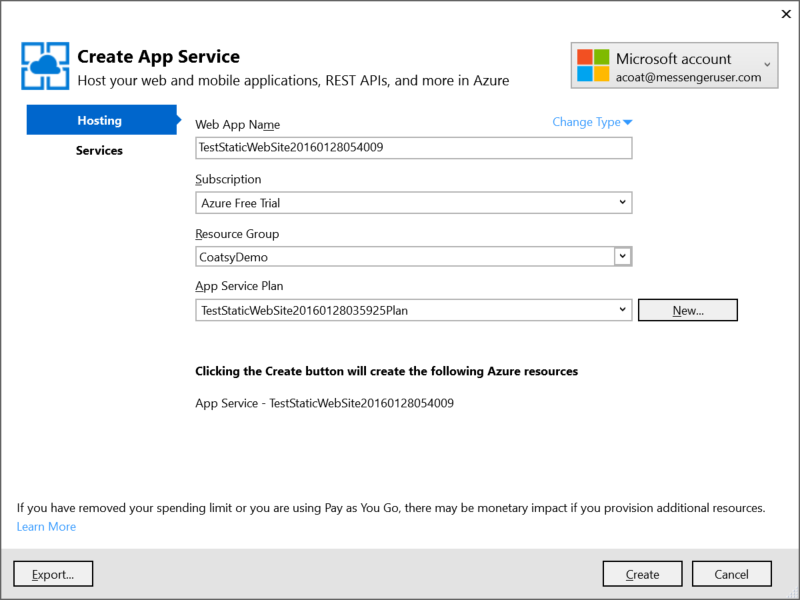 Create App Service
Host your web and mobile applications, REST APIs, and more in Azure
Microsoft account
acoat@messengeruser.com
Hosting
Services
Web App Name
Change Type
TestStaticWebSite20160128054009
Subscription
Azure Free Trial
Resource Group
CoatsyDemo
App Service Plan
TestStaticWebSite20160128035925Plan
New...
Clicking the Create button will create the following Azure resources
App Service - TestStaticWebSite20160128054009
If you have removed your spending limit or you are using Pay as You Go, there may be monetary impact if you provision additional resources.
Learn More
Export...
Create
Cancel